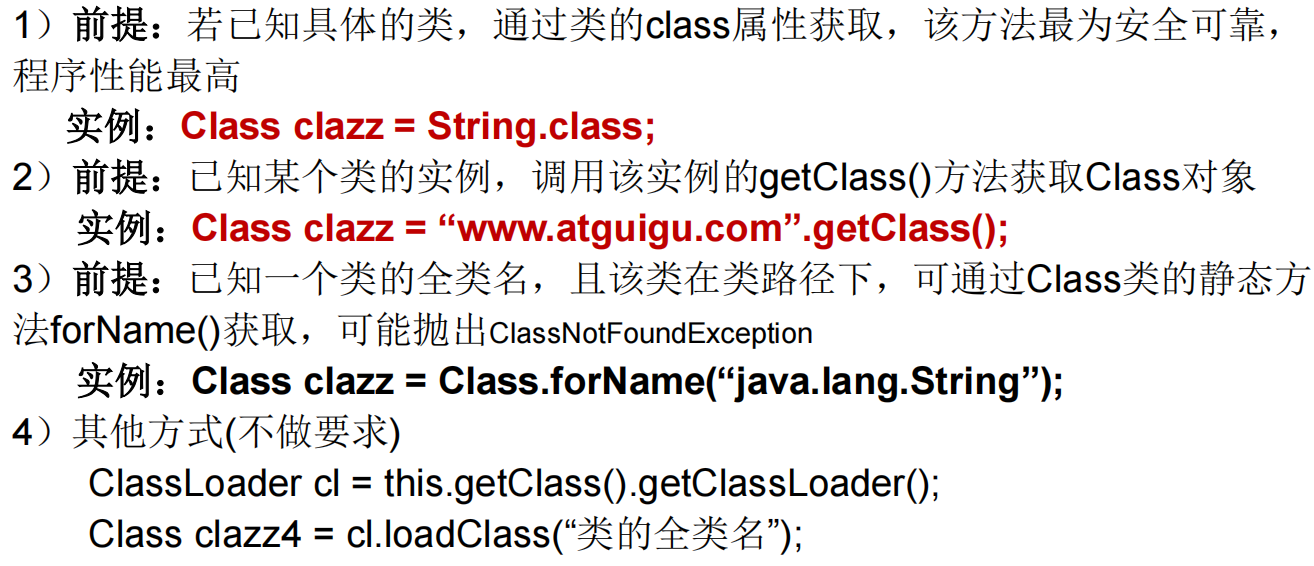 1）前提：若已知具体的类，通过类的class属性获取，该方法最为安全可靠，
程序性能最高
实例：Class clazz = String.class;
2）前提：已知某个类的实例，调用该实例的getClass()方法获取Class对象
实例：Class clazz = “www.atguigu.com”.getClass();
3）前提：已知一个类的全类名，且该类在类路径下，可通过Class类的静态方
法forName()获取，可能抛出ClassNotFoundException
实例：Class clazz = Class.forName(“java.lang.String”);
4）其他方式(不做要求)
ClassLoader cl = this.getClass().getClassLoader();
Class clazz4 = cl.loadClass(“类的全类名”);